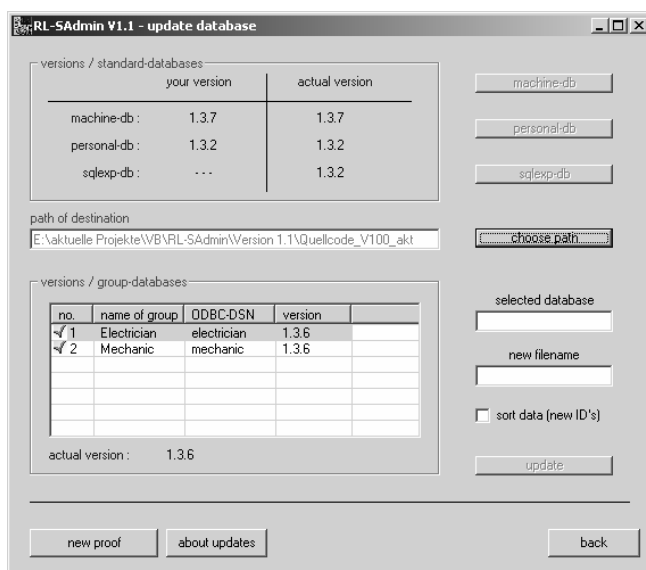 RL-SAdmin V1.1 - update database
versions / standard-databases
your version actual version
machine-db : 1.3.7 1.3.7
personal-db : 1.3.2 1.3.2
sqlexp-db : - - - 1.3.2
machine-db
personal-db
sqlexp-db
path of destination
E:\aktuelle Projekte\VB\RL-SAdmin\Version 1.1\Quellcode_V100_akt
choose path
versions / group-databases
no. name of group ODBC-DSN version
1 Electrician electrician 1.3.6
2 Mechanic mechanic 1.3.6
actual version : 1.3.6
selected database
new filename
sort data (new ID's)
update
new proof about updates back